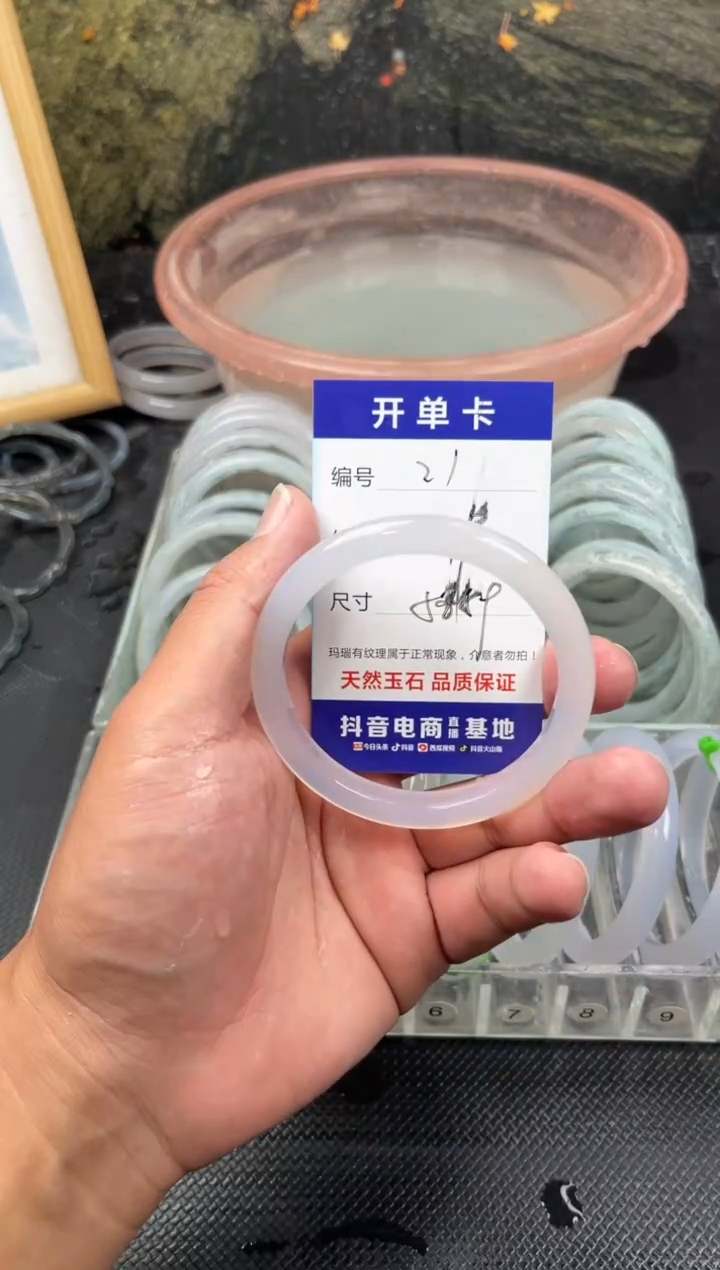 开单卡
编号 21
尺寸
玛瑙有纹理属于正常现象，介意者勿拍！
天然玉石 品质保证
抖音电商直播基地
今日头条 抖音 西瓜视频 抖音火山版
6 7 8 9